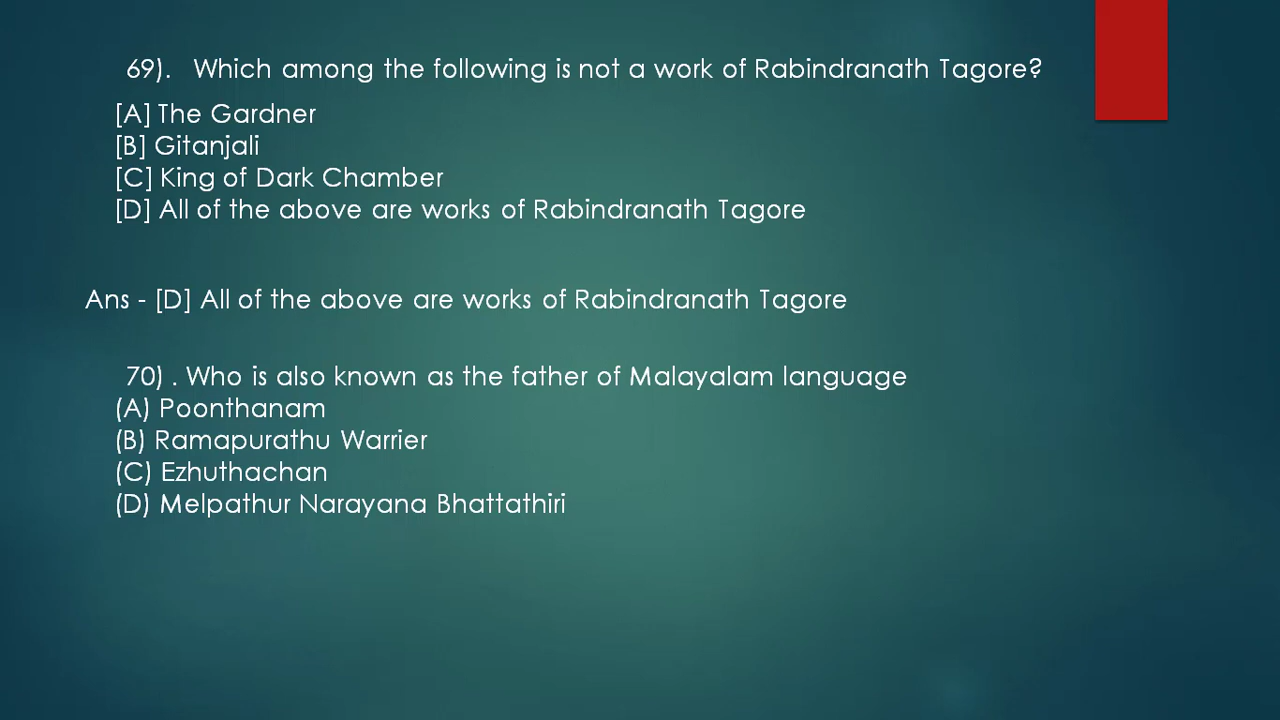 69). Which among the following is not a work of Rabindranath Tagore?
[A] The Gardner
[B] Gitanjali
[C] King of Dark Chamber
[D] All of the above are works of Rabindranath Tagore
Ans - [D] All of the above are works of Rabindranath Tagore
70) . Who is also known as the father of Malayalam language
(A) Poonthanam
(B) Ramapurathu Warrier
(C) Ezhuthachan
(D) Melpathur Narayana Bhattathiri